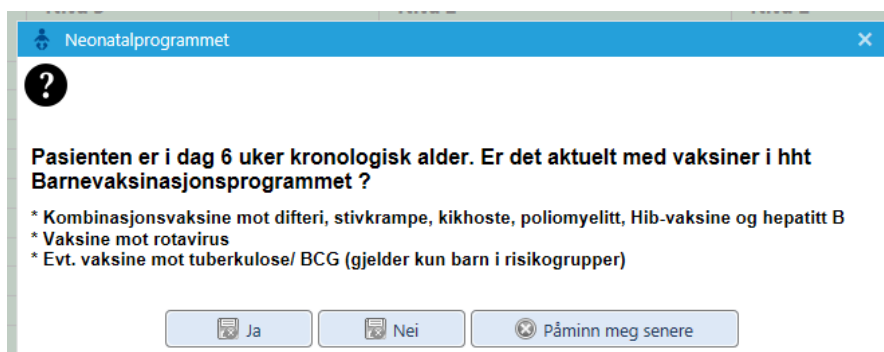 Neonatalprogrammet
?
Pasienten er i dag 6 uker kronologisk alder. Er det aktuelt med vaksiner i hht
Barnevaksinasjonsprogrammet ?
* Kombinasjonsvaksine mot difteri, stivkrampe, kikhoste, poliomyelitt, Hib-vaksine og hepatitt B
* Vaksine mot rotavirus
* Evt. vaksine mot tuberkulose/ BCG (gjelder kun barn i risikogrupper)
Ja Nei Påminn meg senere